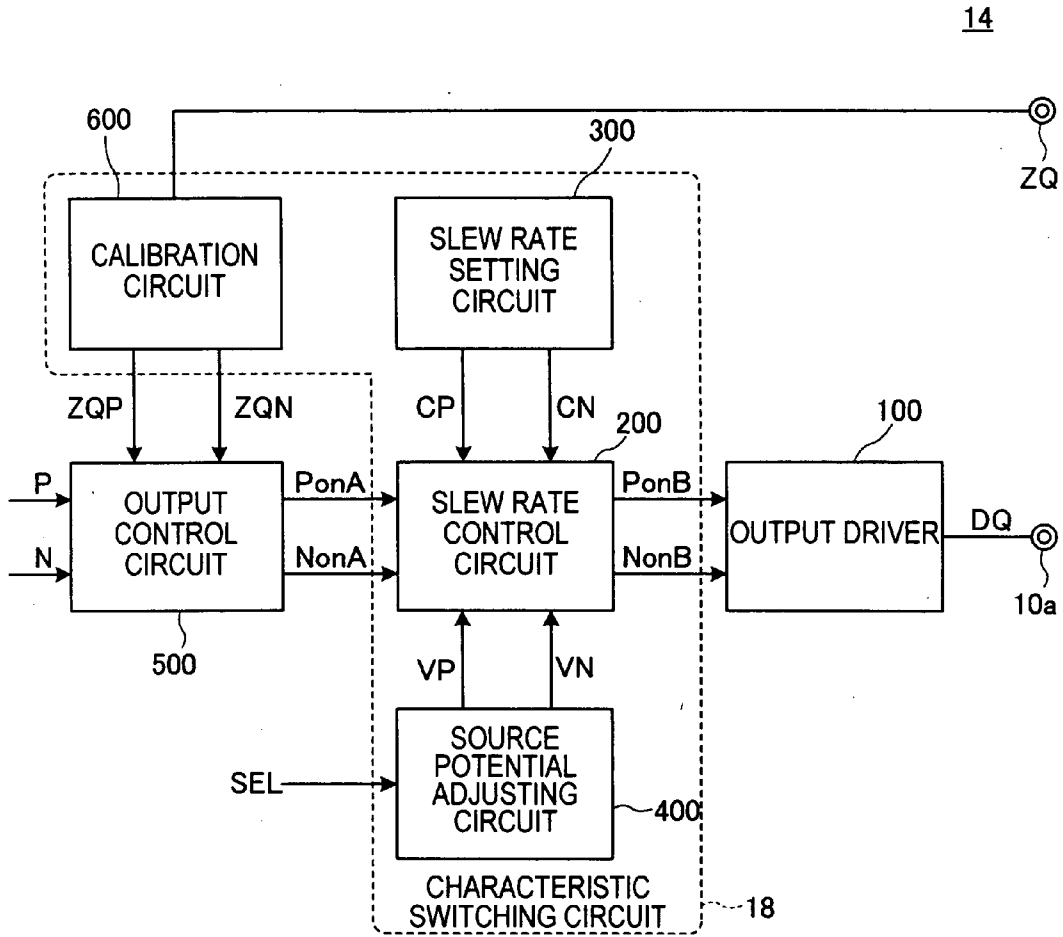 14
600
300
ZQ
CALIBRATION
CIRCUIT
SLEW RATE
SETTING
CIRCUIT
ZQP
ZQN
CP
CN
200
100
P
N
OUTPUT
CONTROL
CIRCUIT
PonA
NonA
SLEW RATE
CONTROL
CIRCUIT
PonB
NonB
OUTPUT DRIVER
DQ
10a
500
VP
VN
SEL
SOURCE
POTENTIAL
ADJUSTING
CIRCUIT
400
CHARACTERISTIC
SWITCHING CIRCUIT
18